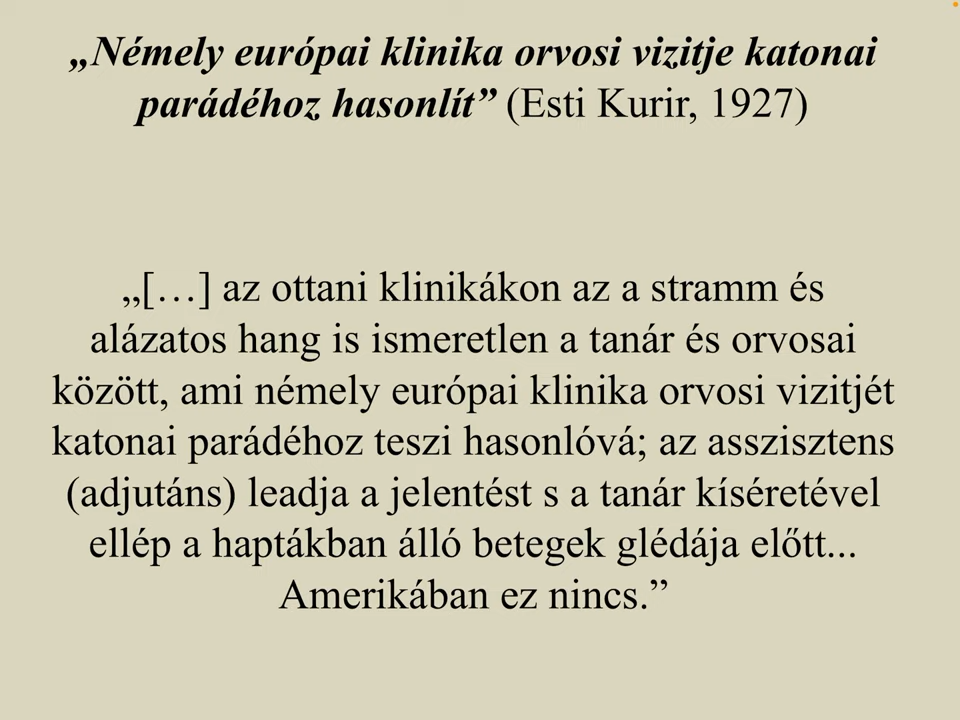 „Némely európai klinika orvosi vizitje katonai
parádéhoz hasonlít” (Esti Kurir, 1927)
„[…] az ottani klinikákon az a stramm és
alázatos hang is ismeretlen a tanár és orvosai
között, ami némely európai klinika orvosi vizitjét
katonai parádéhoz teszi hasonlóvá; az asszisztens
(adjutáns) leadja a jelentést s a tanár kíséretével
ellép a haptákban álló betegek glédája előtt...
Amerikában ez nincs.”